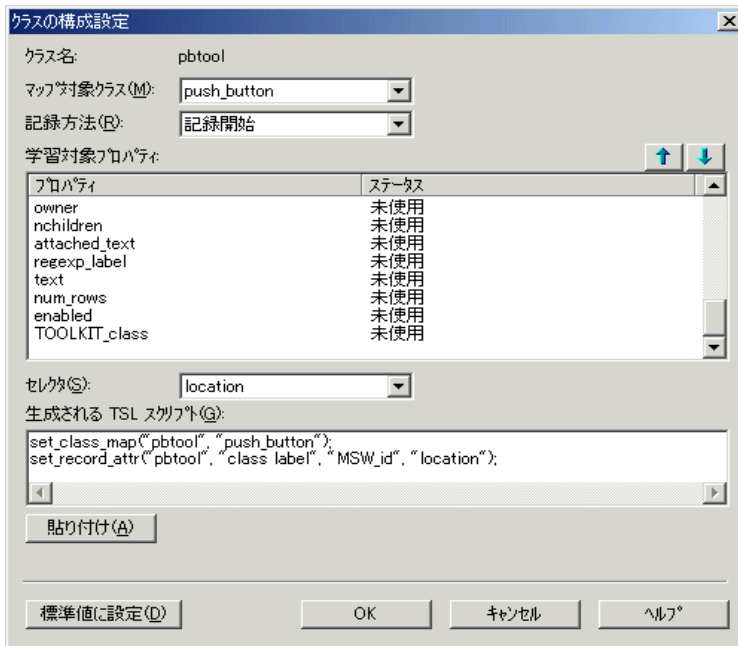 クラスの構成設定
クラス名: pbtool
マップ対象クラス(M): push_button
記録方法(R): 記録開始
学習対象プロパティ:
プロパティ ステータス
owner 未使用
nchildren 未使用
attached_text 未使用
regexp_label 未使用
text 未使用
num_rows 未使用
enabled 未使用
TOOLKIT_class 未使用
セレクタ(S): location
生成される TSL スクリプト(G):
set_class_map("pbtool", "push_button");
set_record_attr("pbtool", "class label", "MSW_id", "location");
貼り付け(A)
標準値に設定(D) OK キャンセル ヘルプ